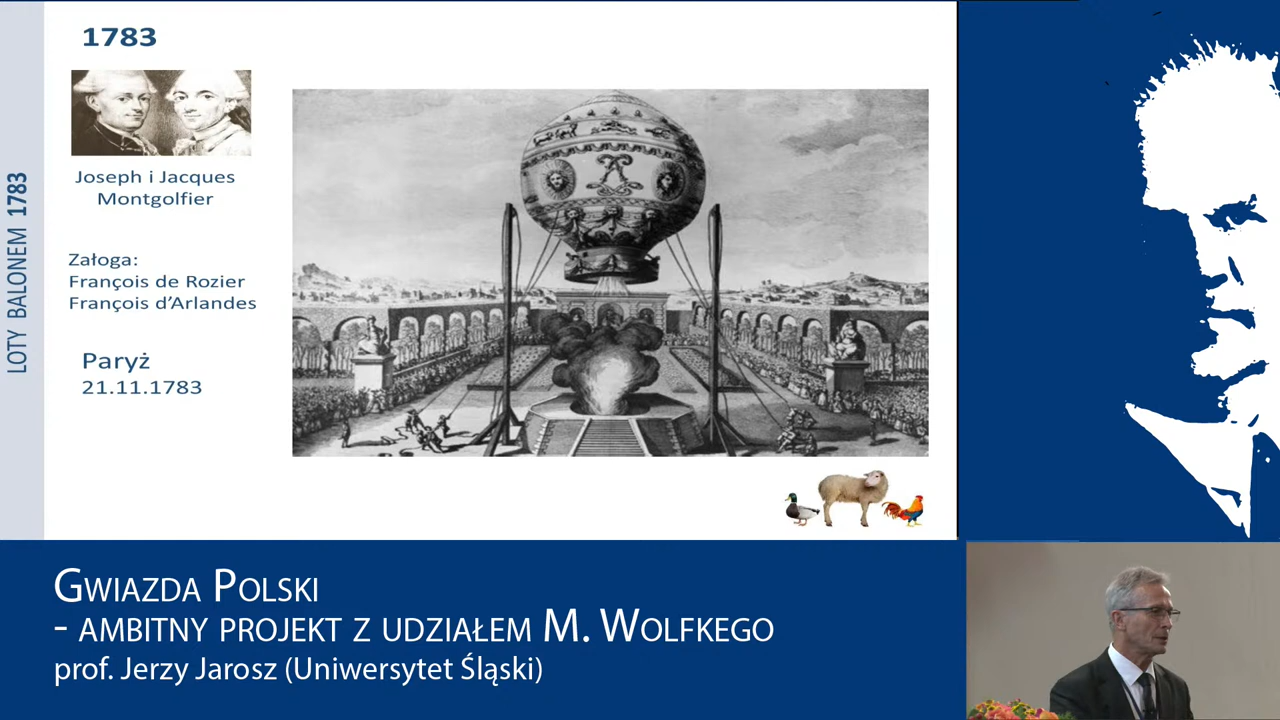 LOTY BALONEM 1783
1783
Joseph i Jacques
Montgolfier
Załoga:
François de Rozier
François d’Arlandes
Paryż
21.11.1783
Gwiazda Polski
- ambitny projekt z udziałem M. Wolfkego
prof. Jerzy Jarosz (Uniwersytet Śląski)